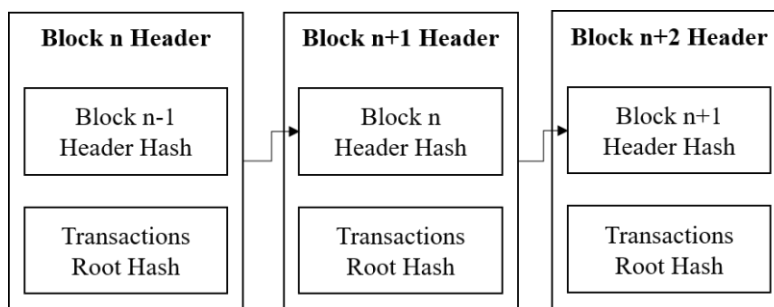 Block n Header
Block n-1
Header Hash
Transactions
Root Hash
Block n+1 Header
Block n
Header Hash
Transactions
Root Hash
Block n+2 Header
Block n+1
Header Hash
Transactions
Root Hash